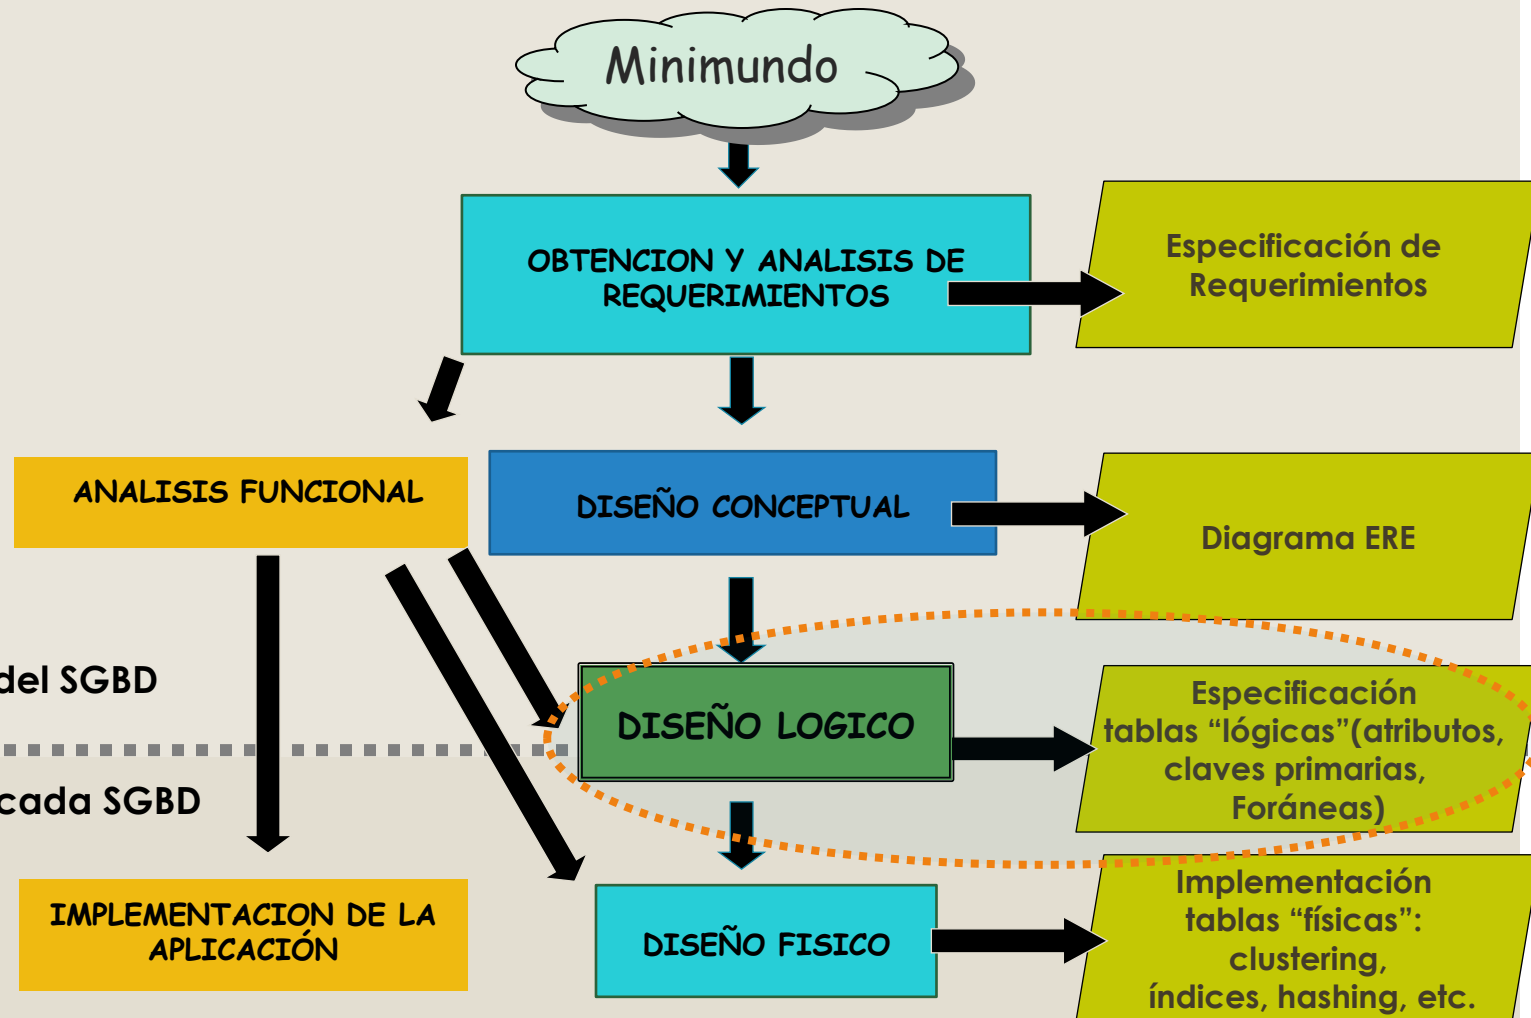 Minimundo
OBTENCION Y ANALISIS DE
REQUERIMIENTOS
Especificación de
Requerimientos
ANALISIS FUNCIONAL
DISEÑO CONCEPTUAL
Diagrama ERE
del SGBD
DISEÑO LOGICO
Especificación
tablas “lógicas”(atributos,
claves primarias,
Foráneas)
cada SGBD
IMPLEMENTACION DE LA
APLICACIÓN
DISEÑO FISICO
Implementación
tablas “físicas”:
clustering,
índices, hashing, etc.